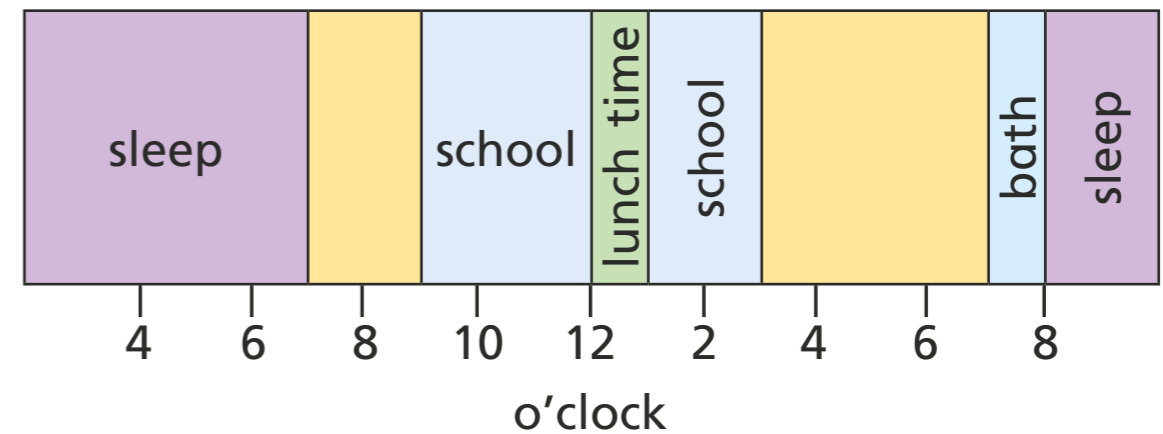 sleep
school
lunch time
school
bath
sleep
4 6 8 10 12 2 4 6 8
o’clock